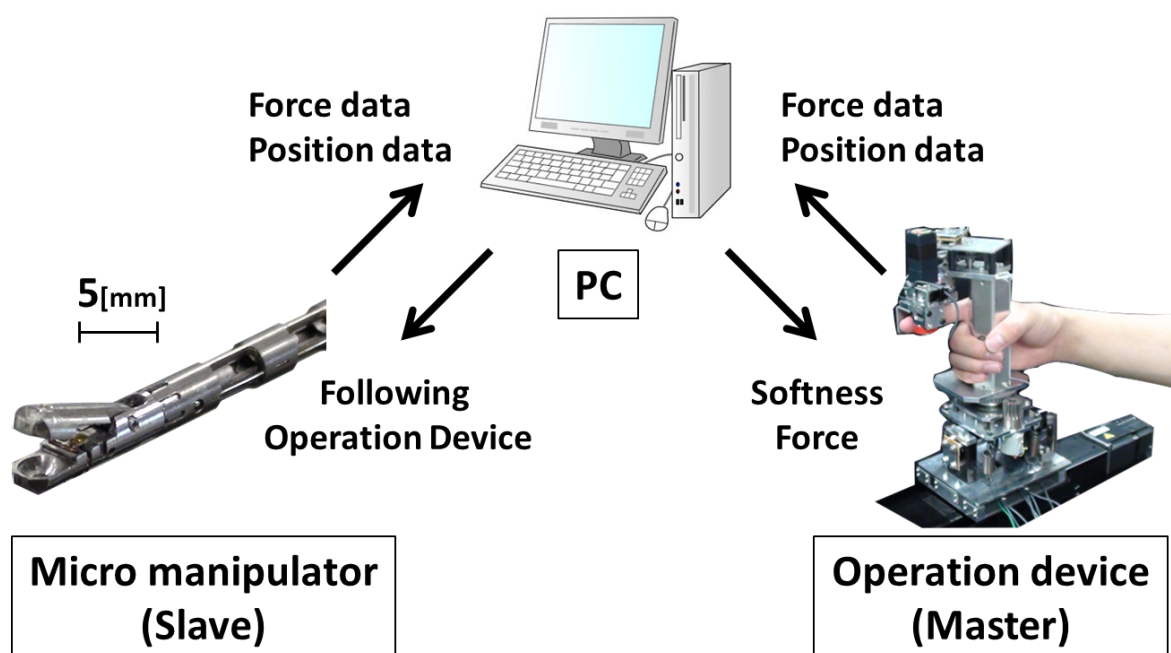 Force data
Position data
Force data
Position data
PC
5[mm]
Following
Operation Device
Softness
Force
Micro manipulator
(Slave)
Operation device
(Master)